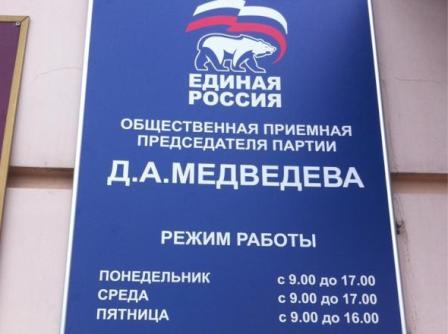 ЕДИНАЯ
РОССИЯ
ОБЩЕСТВЕННАЯ ПРИЕМНАЯ
ПРЕДСЕДАТЕЛЯ ПАРТИИ
Д.А.МЕДВЕДЕВА
РЕЖИМ РАБОТЫ
ПОНЕДЕЛЬНИК с 9.00 до 17.00
СРЕДА с 9.00 до 17.00
ПЯТНИЦА с 9.00 до 16.00